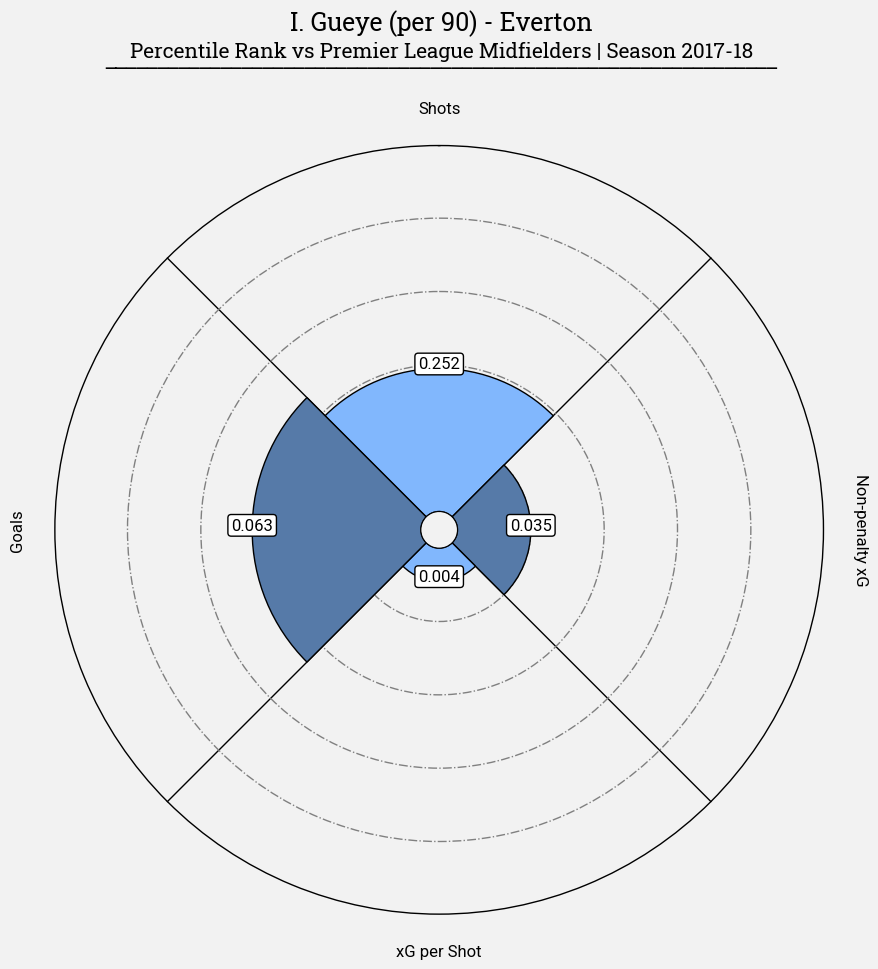 I. Gueye (per 90) - Everton
Percentile Rank vs Premier League Midfielders | Season 2017-18
Shots
0.252
Goals
0.063
0.035
Non-penalty xG
0.004
xG per Shot